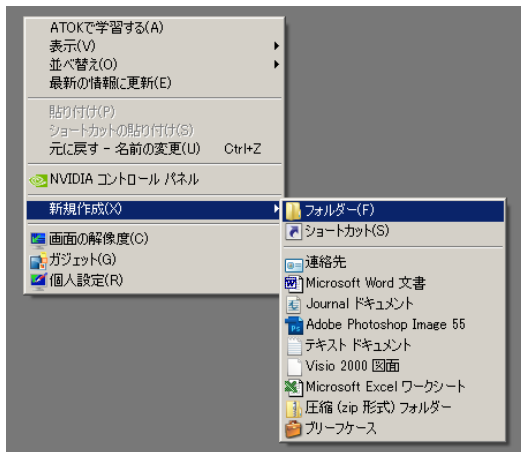 ATOKで学習する(A)
表示(V)
並べ替え(O)
最新の情報に更新(E)
貼り付け(P)
ショートカットの貼り付け(S)
元に戻す - 名前の変更(U) Ctrl+Z
NVIDIA コントロール パネル
新規作成(X)
画面の解像度(C)
ガジェット(G)
個人設定(R)
フォルダー(F)
ショートカット(S)
連絡先
Microsoft Word 文書
Journal ドキュメント
Adobe Photoshop Image 55
テキスト ドキュメント
Visio 2000 図面
Microsoft Excel ワークシート
圧縮 (zip 形式) フォルダー
ブリーフケース